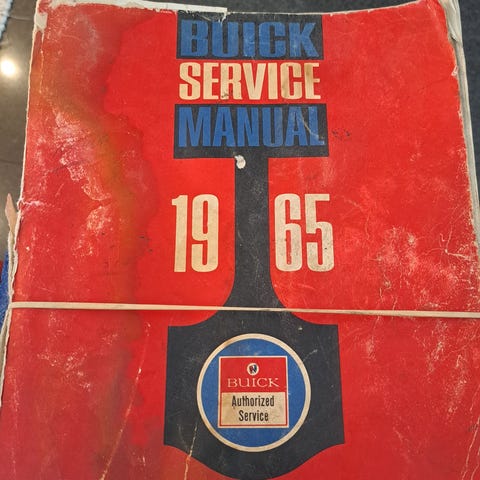 BUICK
SERVICE
MANUAL
19 65
BUICK
Authorized
Service